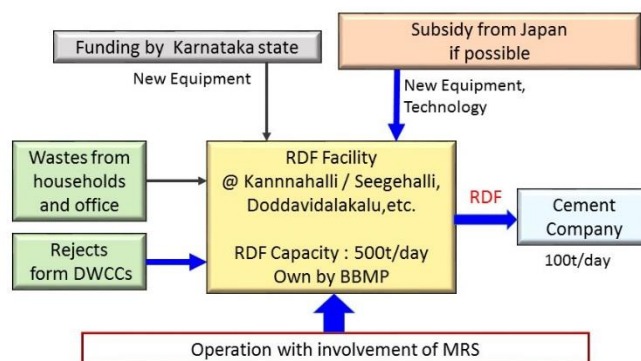 Funding by Karnataka state
Subsidy from Japan
if possible
New Equipment
New Equipment,
Technology
Wastes from
households
and office
RDF Facility
@ Kannnahalli / Seegehalli,
Doddavidalakalu,etc.
RDF Capacity : 500t/day
Own by BBMP
RDF
Cement
Company
100t/day
Rejects
form DWCCs
Operation with involvement of MRS